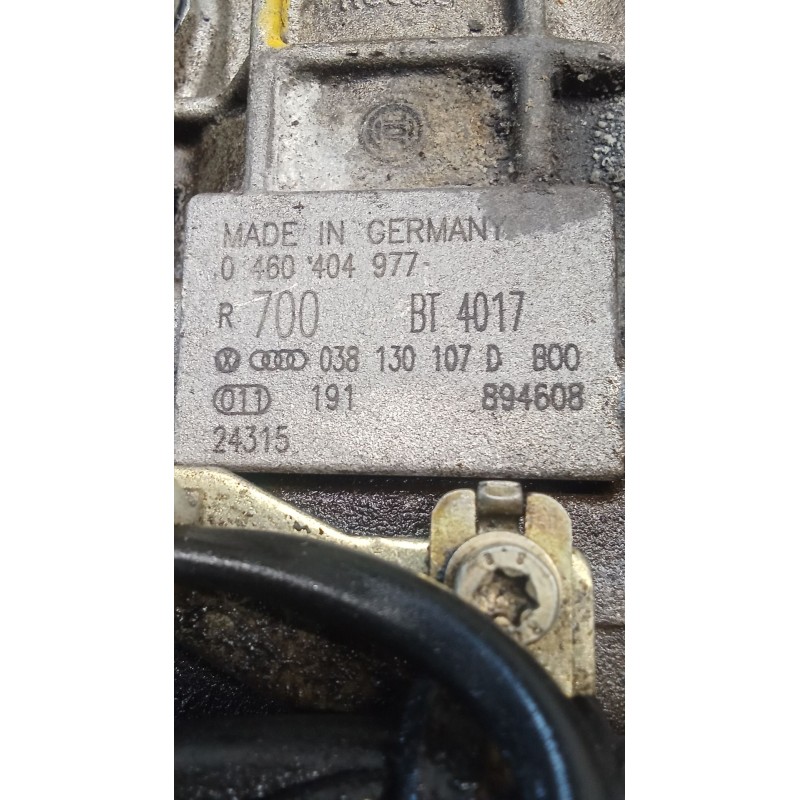 MADE IN GERMANY
0 460 404 977
R 700 BT 4017
038 130 107 D B00
011 191 894608
24315